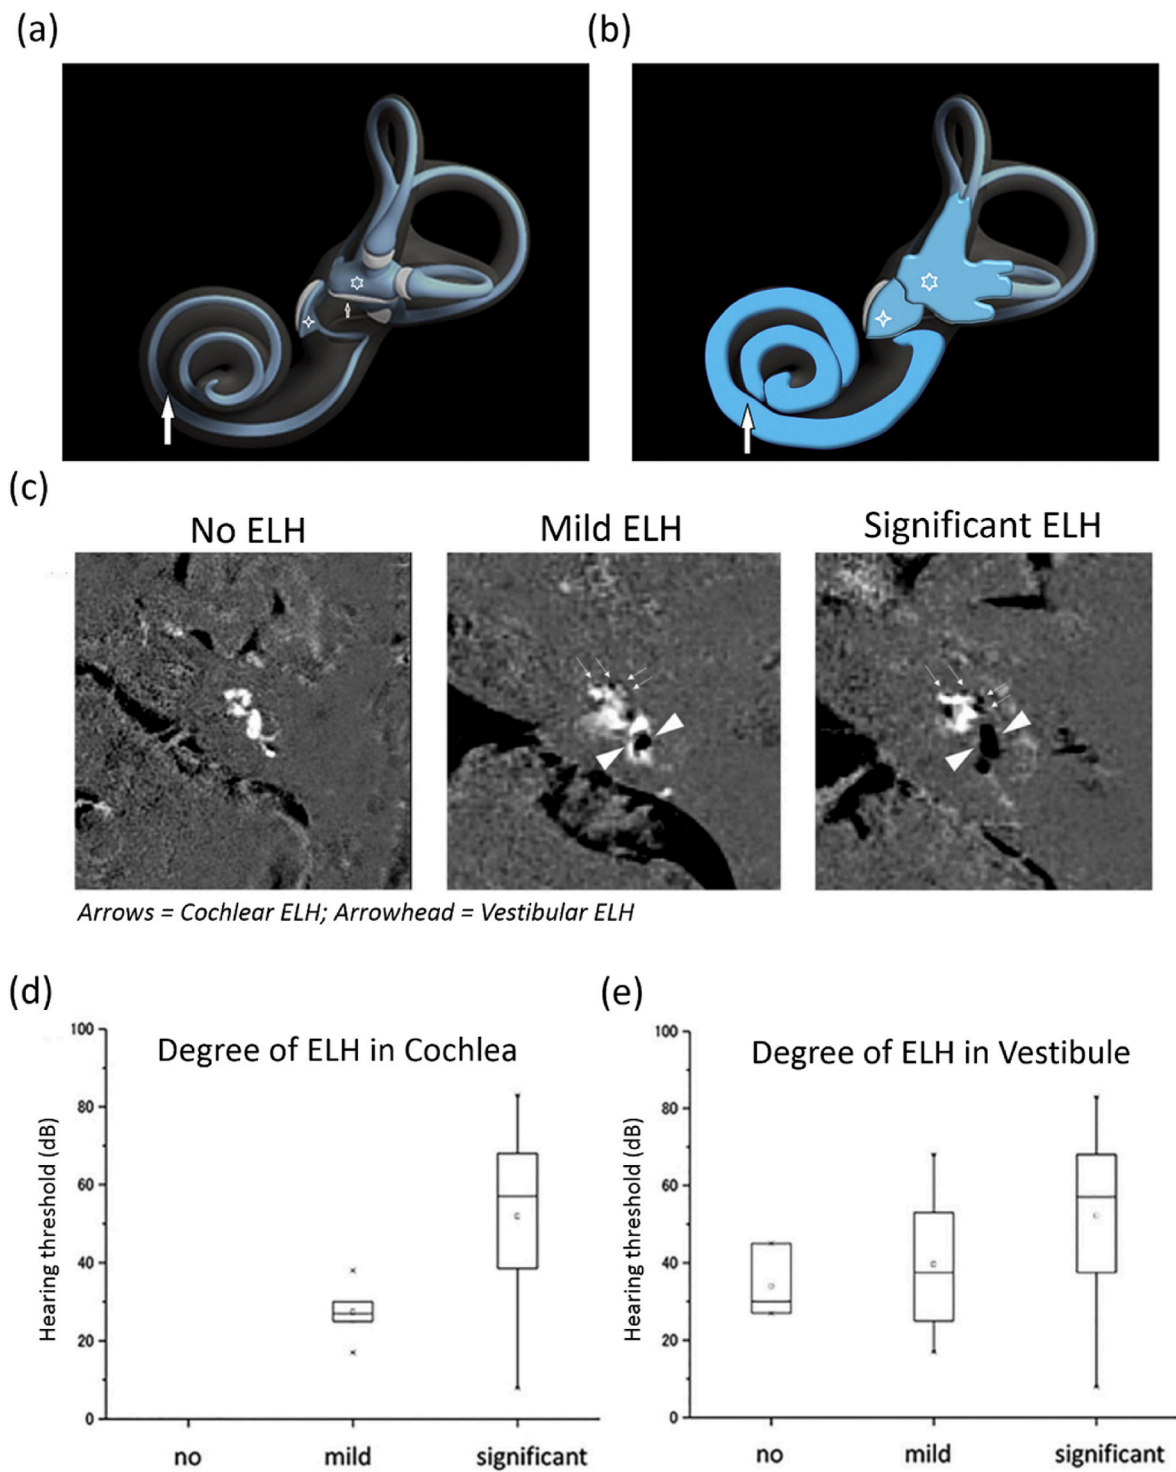 (a)
(b)
(c)
No ELH
Mild ELH
Significant ELH
Arrows = Cochlear ELH; Arrowhead = Vestibular ELH
(d)
(e)
Degree of ELH in Cochlea
Hearing threshold (dB)
100
80
60
40
20
0
no
mild
significant
Degree of ELH in Vestibule
Hearing threshold (dB)
100
80
60
40
20
0
no
mild
significant